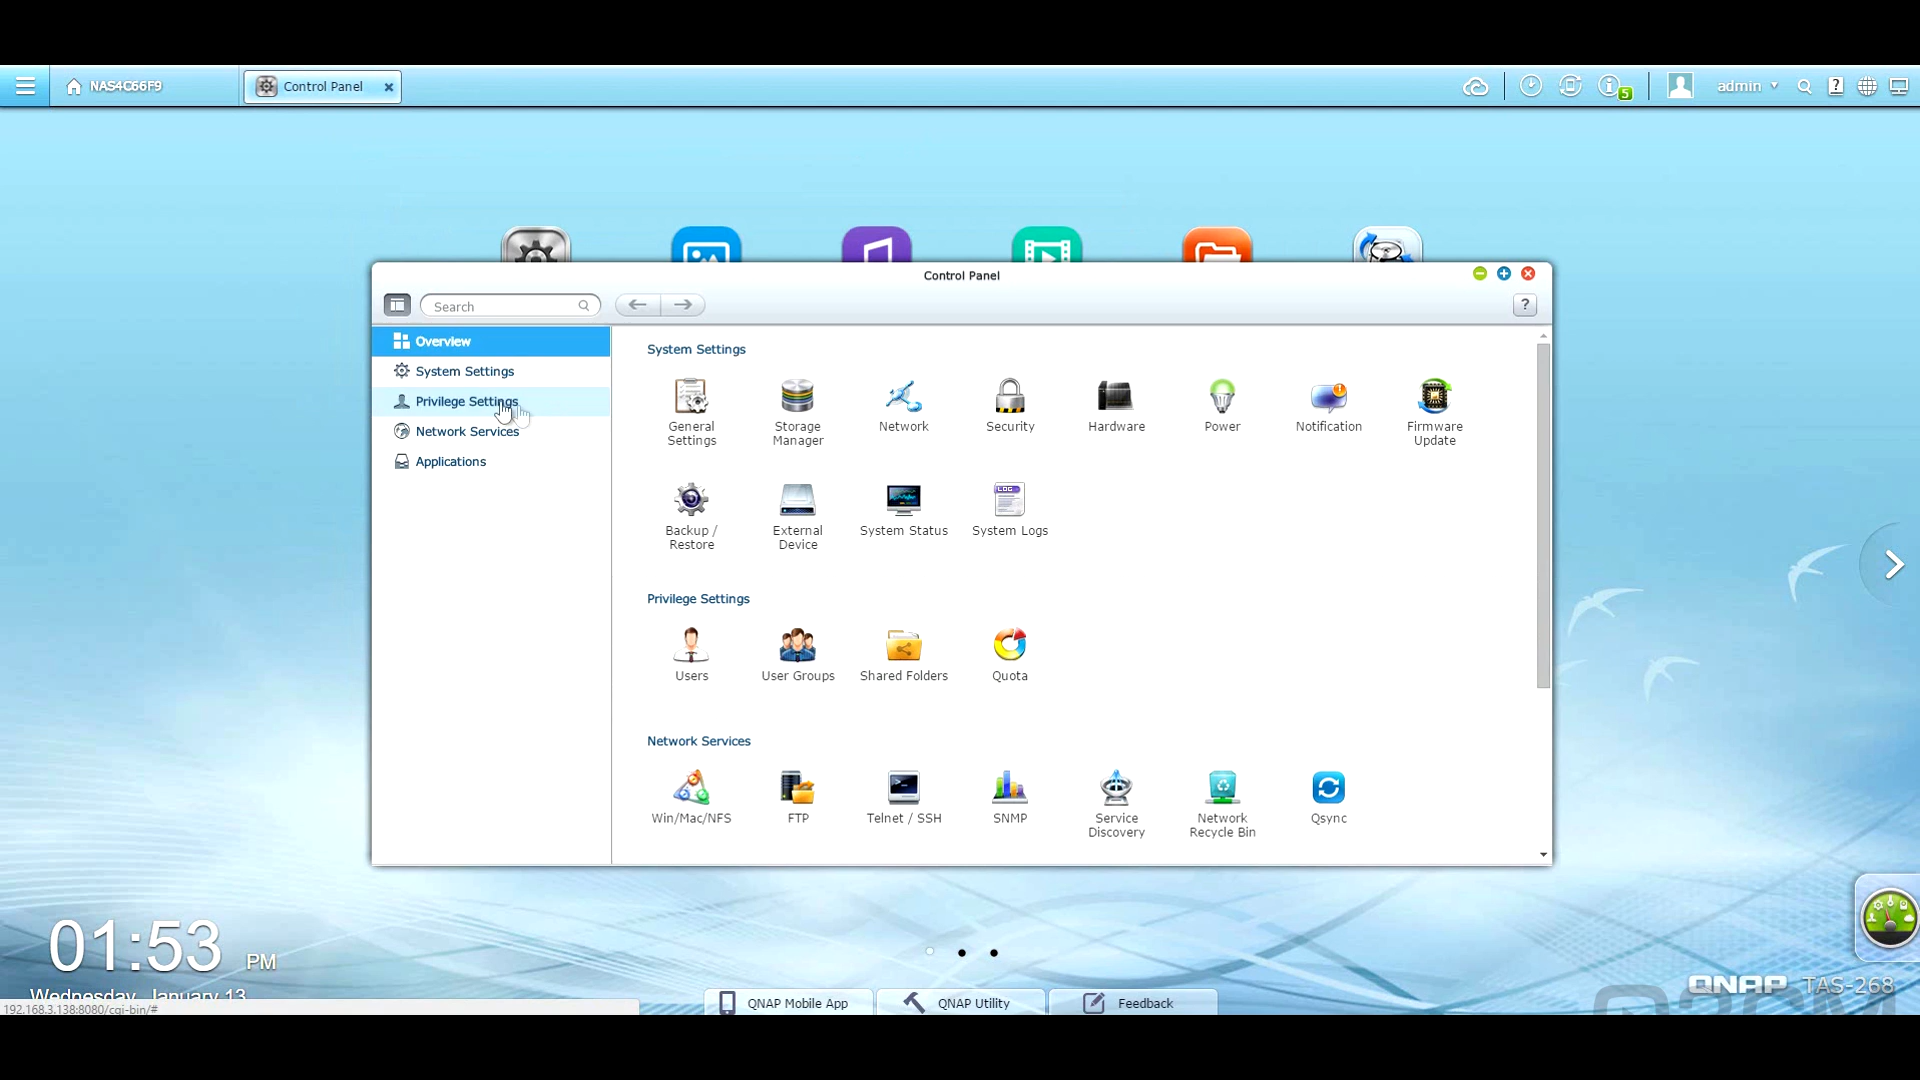 NAS4C66F9
Control Panel
5
admin
Control Panel
Search
Overview
System Settings
Privilege Settings
Network Services
Applications
System Settings
General
Settings
Storage
Manager
Network
Security
Hardware
Power
Notification
Firmware
Update
Backup /
Restore
External
Device
System Status
LOG
System Logs
Privilege Settings
Users
User Groups
Shared Folders
Quota
Network Services
Win/Mac/NFS
FTP
Telnet / SSH
SNMP
Service
Discovery
Network
Recycle Bin
Qsync
01:53 PM
Wednesday, January 13
192.168.3.138:8080/cgi-bin/#
QNAP Mobile App
QNAP Utility
Feedback
QNAP TAS-268